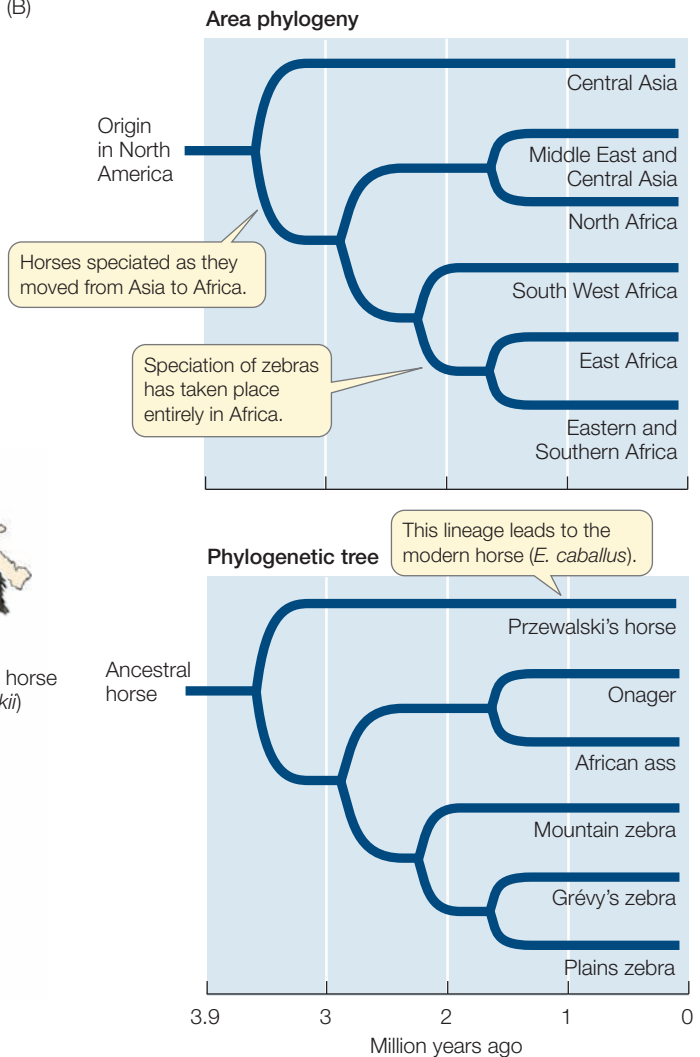 (B)
Area phylogeny
Central Asia
Origin
in North
America
Middle East and
Central Asia
North Africa
Horses speciated as they
moved from Asia to Africa.
South West Africa
Speciation of zebras
has taken place
entirely in Africa.
East Africa
Eastern and
Southern Africa
This lineage leads to the
modern horse (E. caballus).
Phylogenetic tree
Przewalski’s horse
horse
kii)
Ancestral
horse
Onager
African ass
Mountain zebra
Grévy’s zebra
Plains zebra
3.9 3 2 1 0
Million years ago